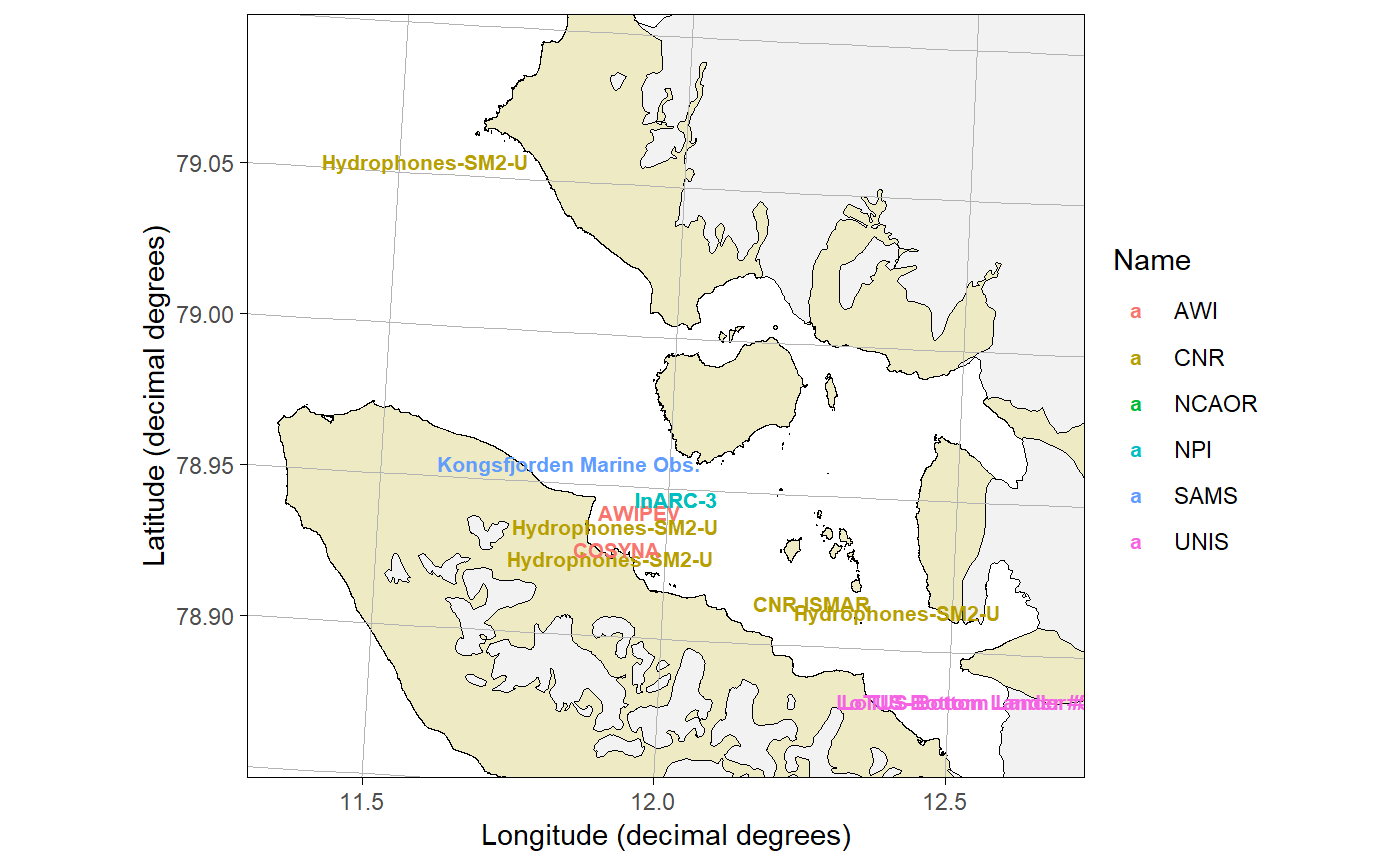 79.05
79.00
78.95
78.90
Latitude (decimal degrees)
Hydrophones-SM2-U
Kongsfjorden Marine Obs.
InARC-3
AWIPEV
Hydrophones-SM2-U
COSYNA
Hydrophones-SM2-U
CNR ISMAR
Hydrophones-SM2-U
Bottom Lander
11.5
12.0
12.5
Longitude (decimal degrees)
Name
a AWI
a CNR
a NCAOR
a NPI
a SAMS
a UNIS